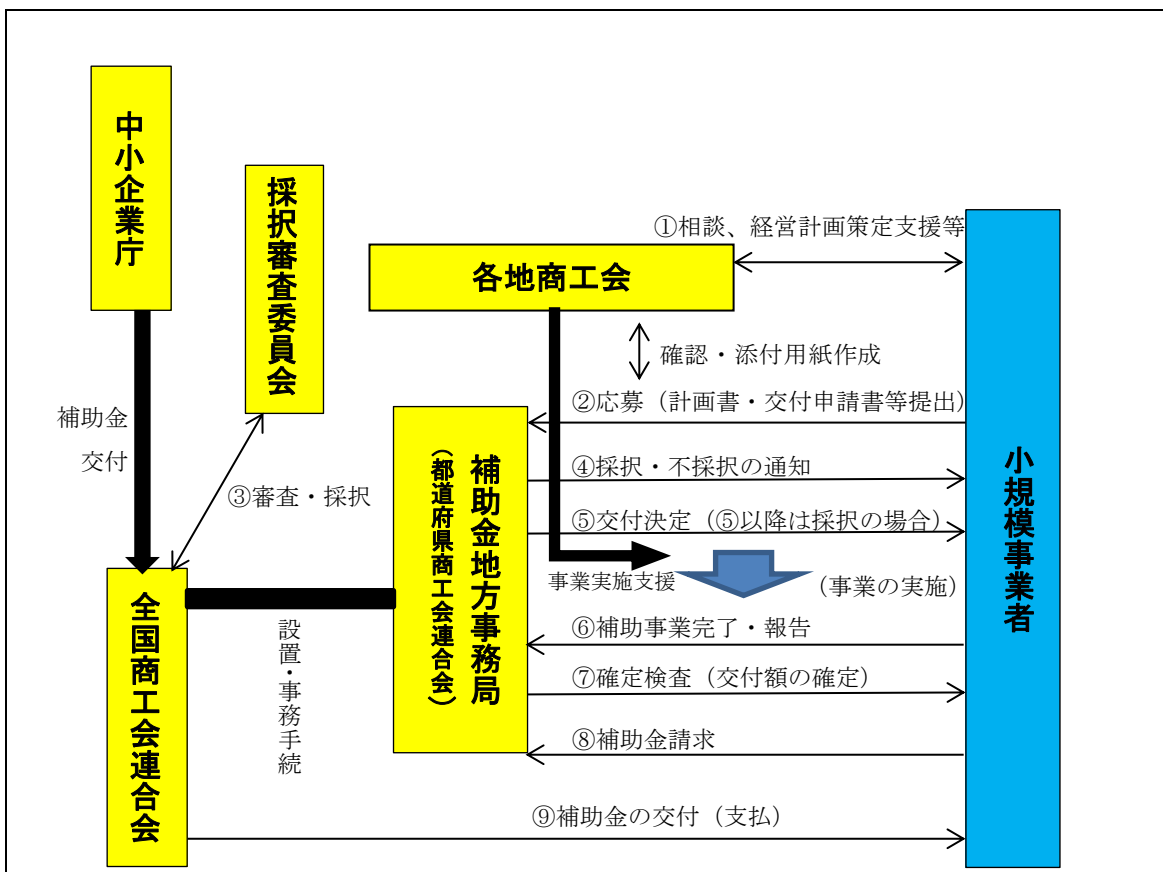 中小企業庁
採択審査委員会
①相談、経営計画策定支援等
各地商工会
確認・添付用紙作成
②応募（計画書・交付申請書等提出）
補助金
交付
③審査・採択
補助金地方事務局
（都道府県商工会連合会）
④採択・不採択の通知
⑤交付決定（⑤以降は採択の場合）
小規模事業者
事業実施支援
（事業の実施）
全国商工会連合会
設置・事務手続
⑥補助事業完了・報告
⑦確定検査（交付額の確定）
⑧補助金請求
⑨補助金の交付（支払）